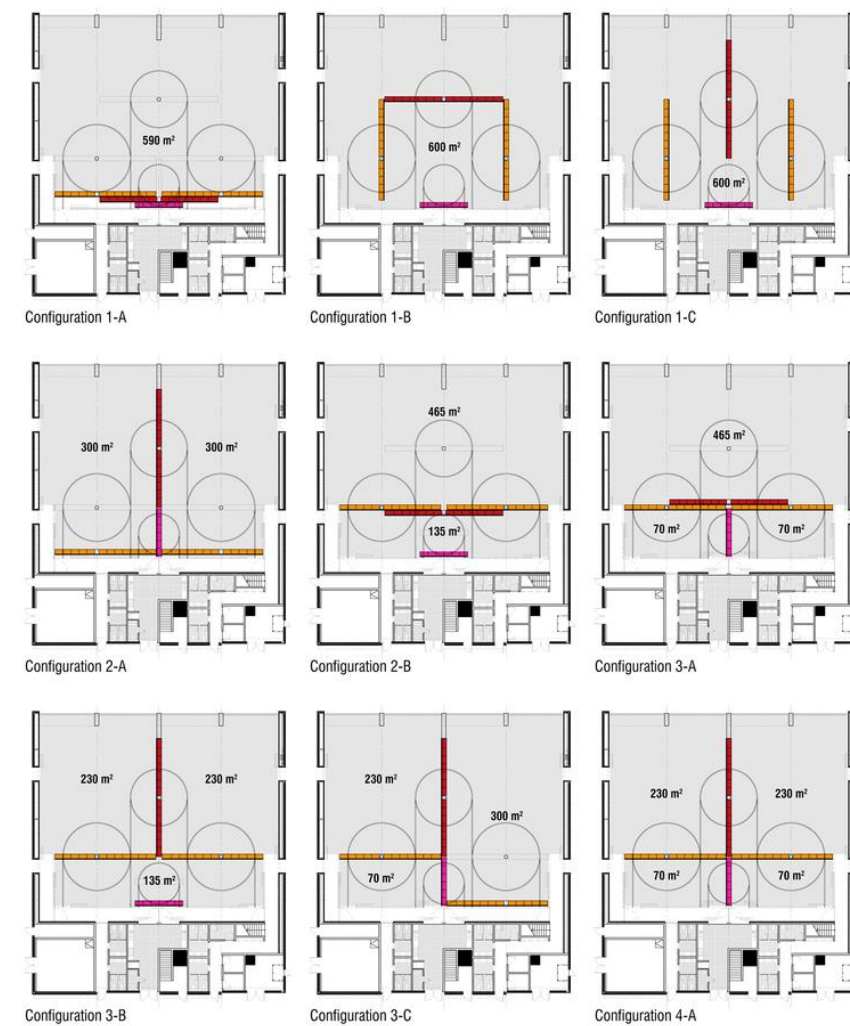 590 m²
600 m²
600 m²
Configuration 1-A
Configuration 1-B
Configuration 1-C
300 m²
300 m²
465 m²
135 m²
465 m²
70 m²
70 m²
Configuration 2-A
Configuration 2-B
Configuration 3-A
230 m²
230 m²
135 m²
230 m²
300 m²
70 m²
230 m²
230 m²
70 m²
70 m²
Configuration 3-B
Configuration 3-C
Configuration 4-A